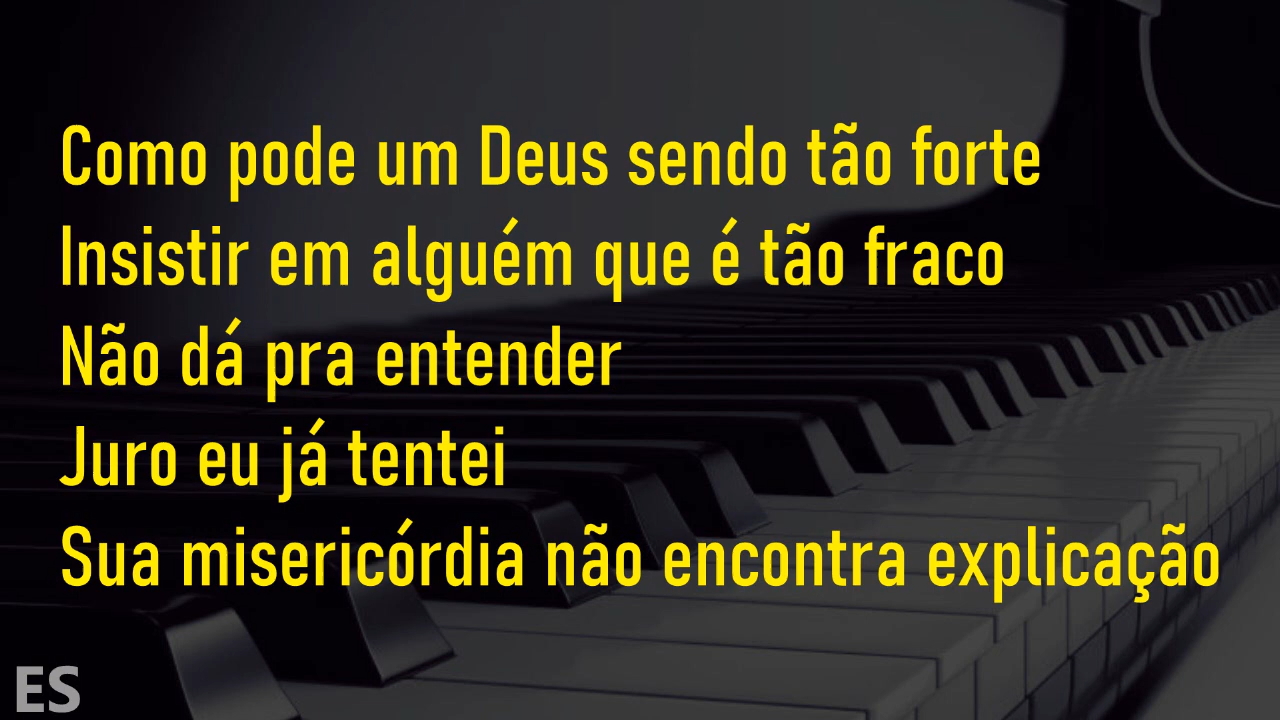 Como pode um Deus sendo tão forte
Insistir em alguém que é tão fraco
Não dá pra entender
Juro eu já tentei
Sua misericórdia não encontra explicação
ES